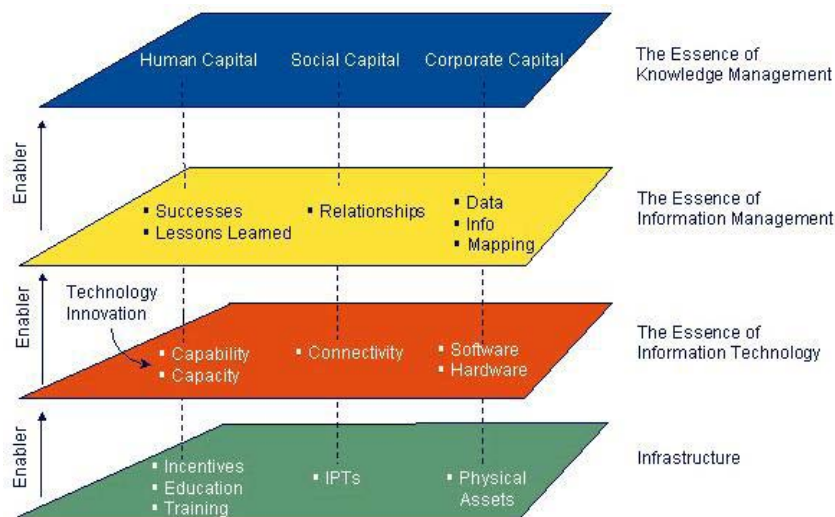 Human Capital
Social Capital
Corporate Capital
The Essence of
Knowledge Management
Enabler
▪ Successes
▪ Lessons Learned
▪ Relationships
▪ Data
▪ Info
▪ Mapping
The Essence of
Information Management
Enabler
Technology
Innovation
▪ Capability
▪ Capacity
▪ Connectivity
▪ Software
▪ Hardware
The Essence of
Information Technology
Enabler
▪ Incentives
▪ Education
▪ Training
▪ IPTs
▪ Physical
Assets
Infrastructure